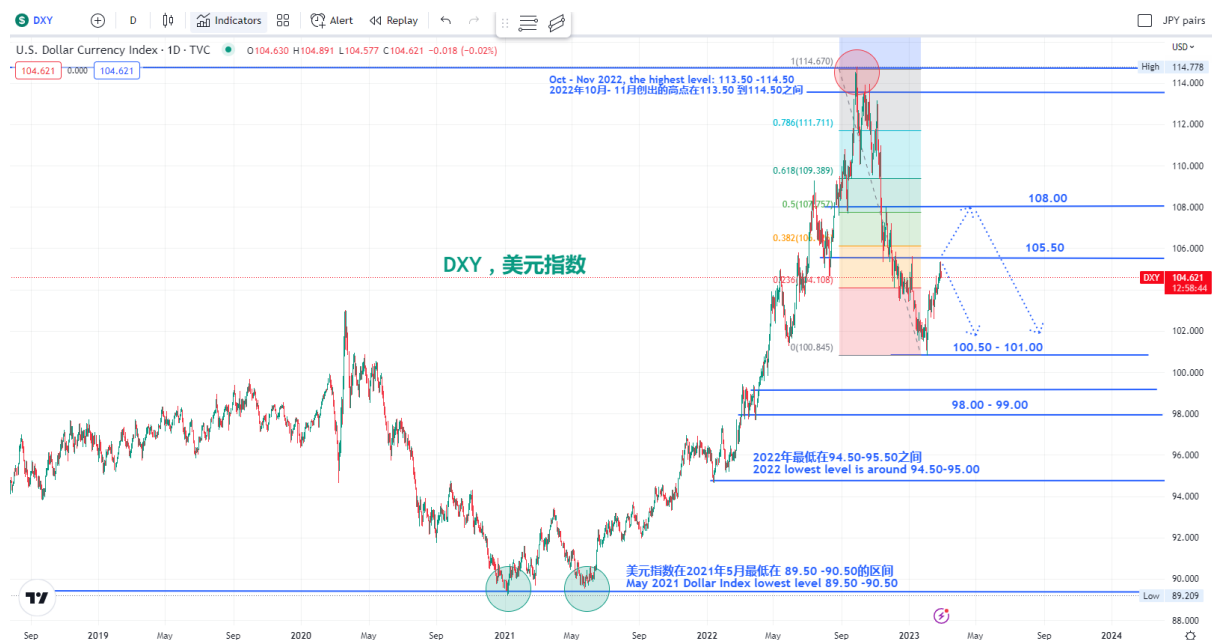 S DXY D Indicators Alert Replay JPY pairs
U.S. Dollar Currency Index · 1D · TVC O104.630 H104.891 L104.577 C104.621 -0.018 (-0.02%)
USD
104.621 0.000 104.621
1(114.670)
High 114.778
114.000
Oct - Nov 2022, the highest level: 113.50 -114.50
2022年10月- 11月创出的高点在113.50 到114.50之间
0.786(111.711)
112.000
110.000
0.618(109.389)
108.00
0.5(107.757)
108.000
0.382(106.
105.50
106.000
DXY , 美元指数
0.236(104.108)
DXY 104.621
12:58:44
102.000
0(100.845)
100.50 - 101.00
100.000
98.00 - 99.00
98.000
2022年最低在94.50-95.50之间
2022 lowest level is around 94.50-95.00
96.000
94.000
92.000
美元指数在2021年5月最低在 89.50 -90.50的区间
May 2021 Dollar Index lowest level 89.50 -90.50
90.000
Low 89.209
88.000
Sep 2019 May Sep 2020 May Sep 2021 May Sep 2022 May Sep 2023 May Sep 2024